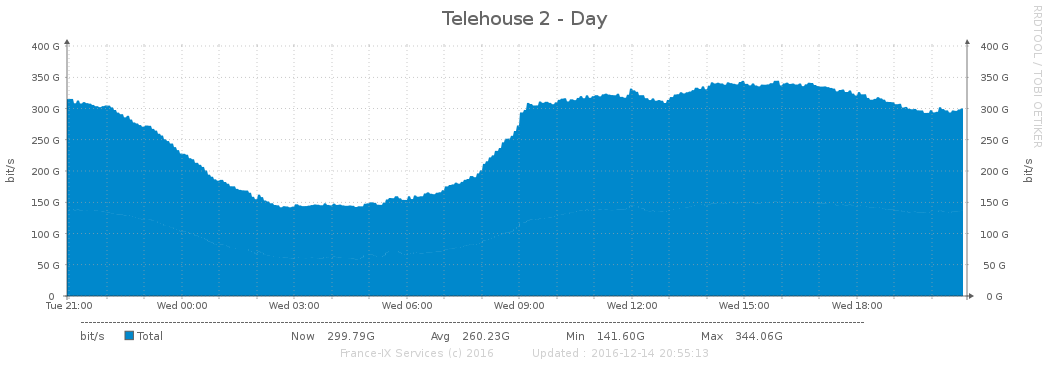 Telehouse 2 - Day
RRDTOOL / TOBI OETIKER
bit/s
400 G
350 G
300 G
250 G
200 G
150 G
100 G
50 G
0
400 G
350 G
300 G
250 G
200 G
150 G
100 G
50 G
0 G
bit/s
Tue 21:00 Wed 00:00 Wed 03:00 Wed 06:00 Wed 09:00 Wed 12:00 Wed 15:00 Wed 18:00
bit/s Total Now 299.79G Avg 260.23G Min 141.60G Max 344.06G
France-IX Services (c) 2016 Updated : 2016-12-14 20:55:13